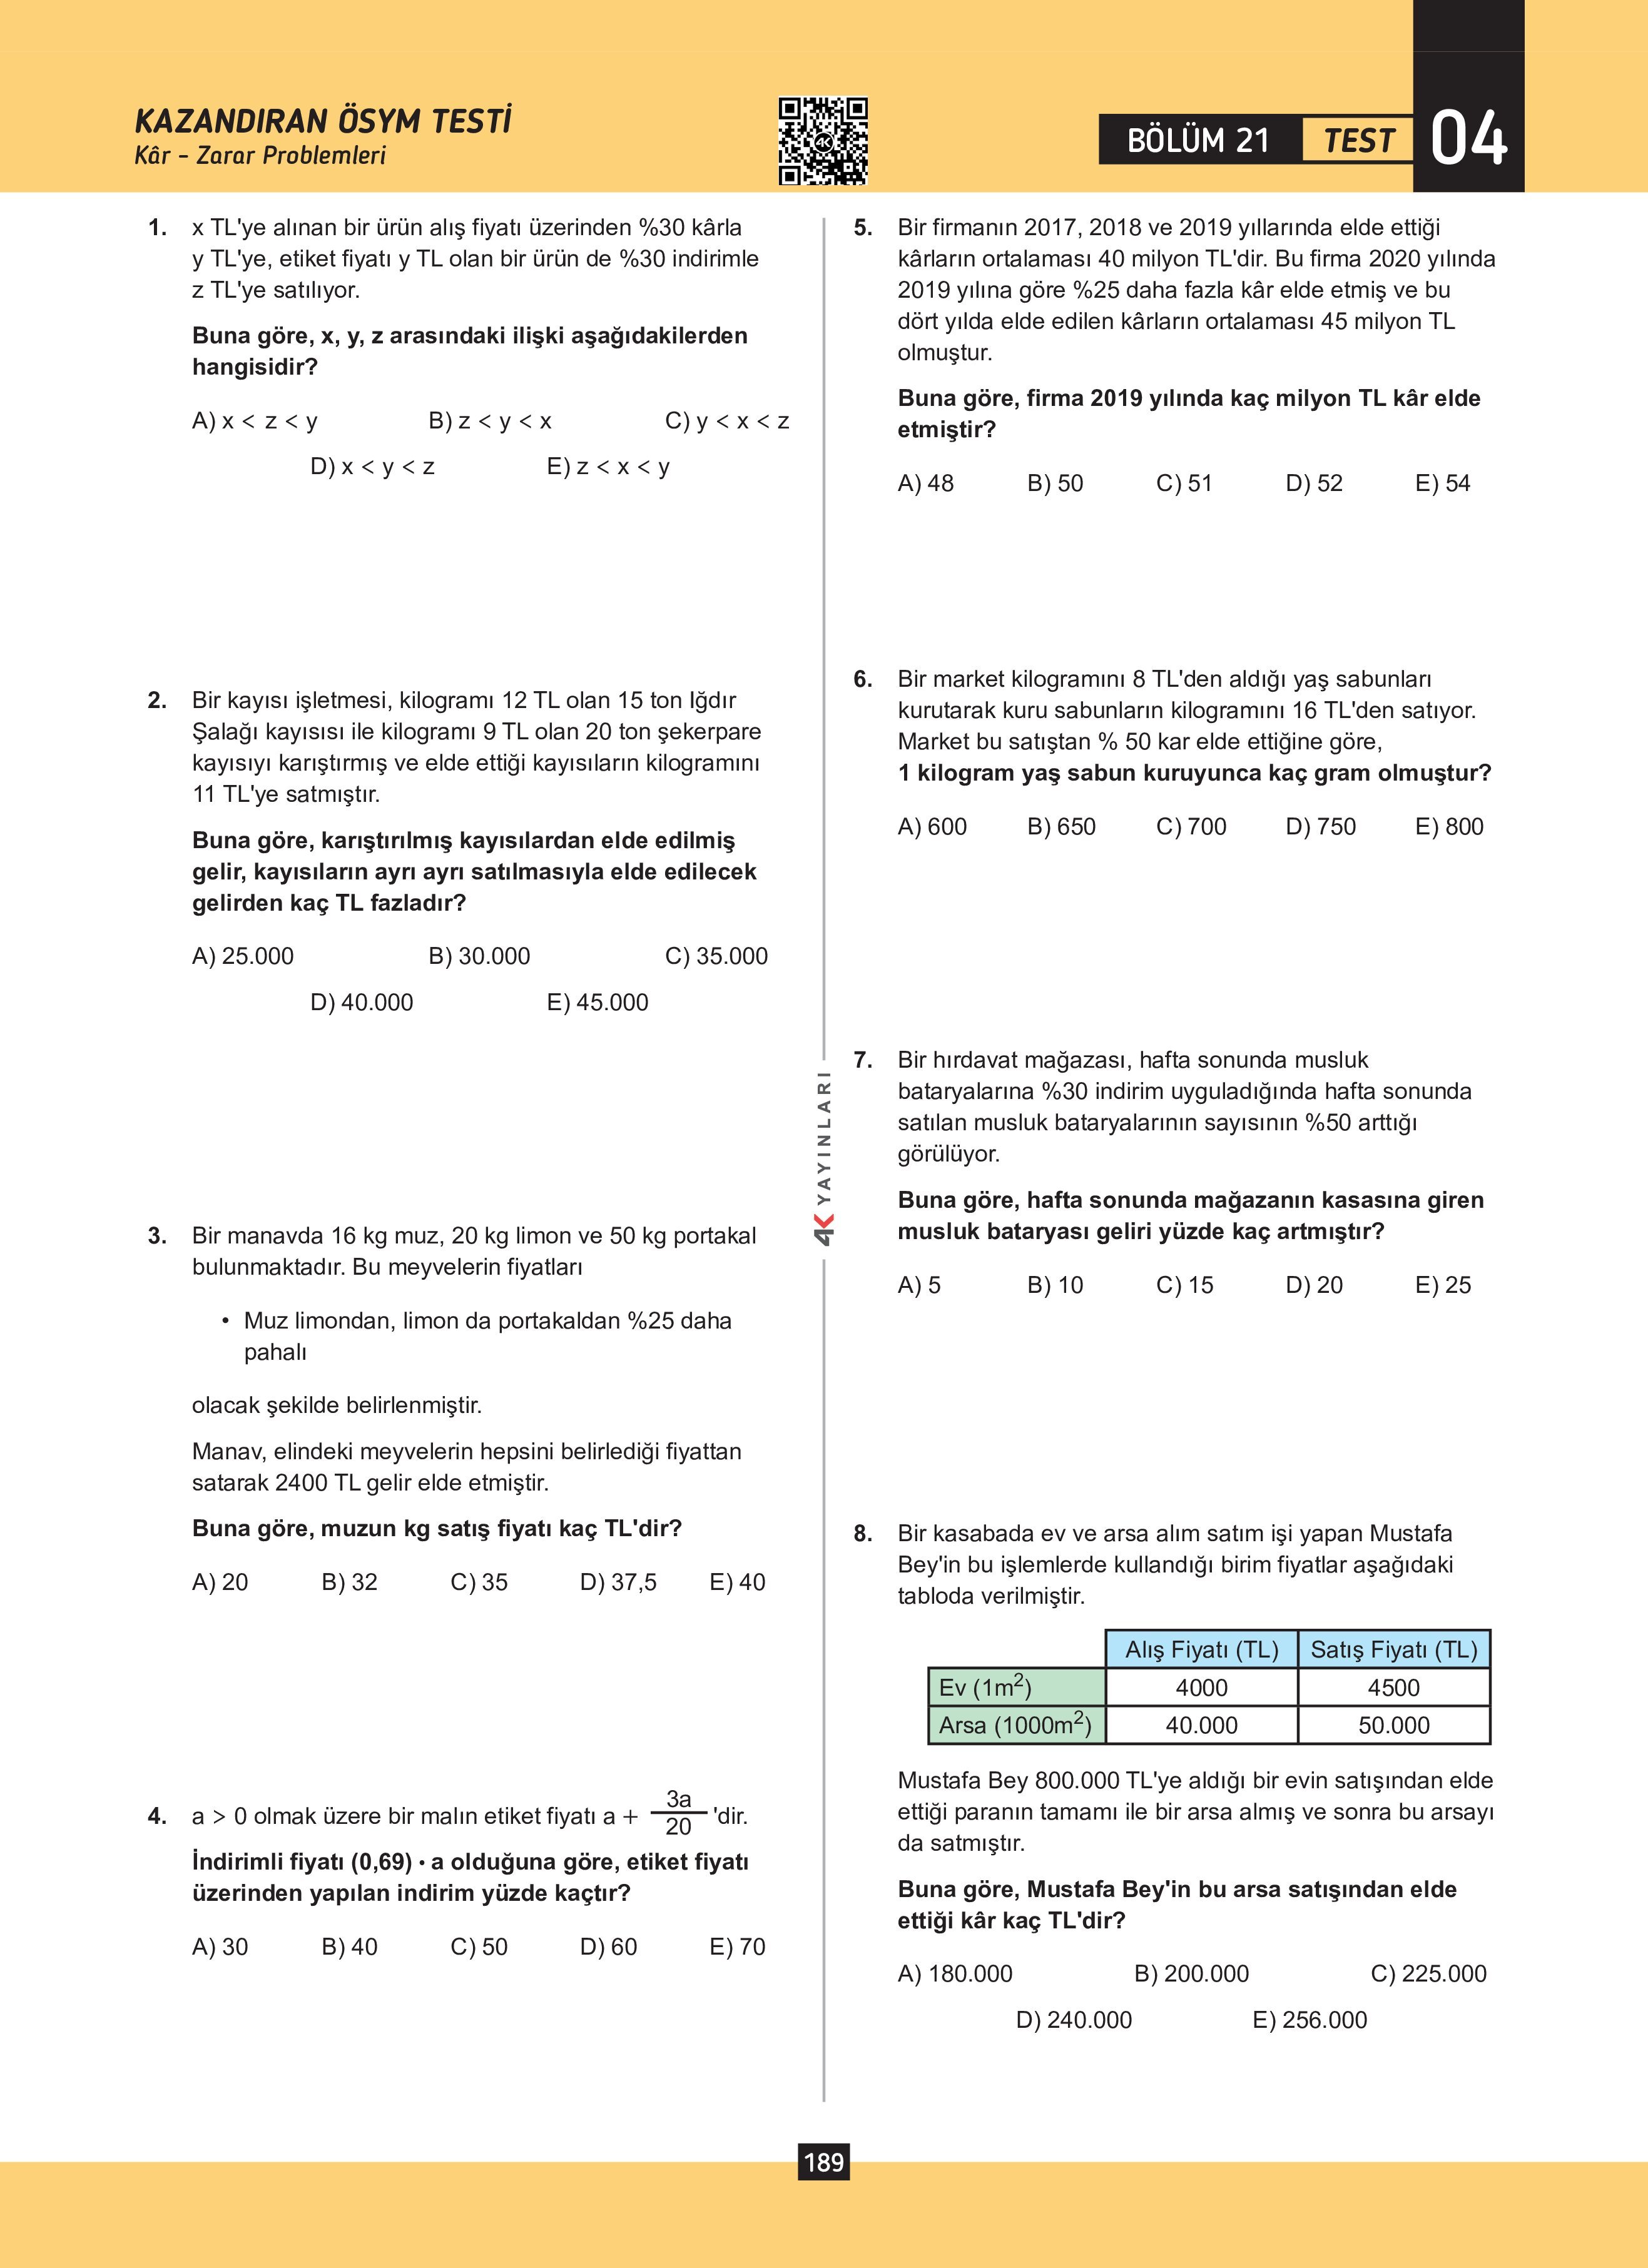 KAZANDIRAN ÖSYM TESTİ
Kâr - Zarar Problemleri
4K
BÖLÜM 21 TEST 04
1. x TL'ye alınan bir ürün alış fiyatı üzerinden %30 kârla
y TL'ye, etiket fiyatı y TL olan bir ürün de %30 indirimle
z TL'ye satılıyor.
Buna göre, x, y, z arasındaki ilişki aşağıdakilerden
hangisidir?
A) x < z < y B) z < y < x C) y < x < z
D) x < y < z E) z < x < y
2. Bir kayısı işletmesi, kilogramı 12 TL olan 15 ton Iğdır
Şalağı kayısısı ile kilogramı 9 TL olan 20 ton şekerpare
kayısıyı karıştırmış ve elde ettiği kayısıların kilogramını
11 TL'ye satmıştır.
Buna göre, karıştırılmış kayısılardan elde edilmiş
gelir, kayısıların ayrı ayrı satılmasıyla elde edilecek
gelirden kaç TL fazladır?
A) 25.000 B) 30.000 C) 35.000
D) 40.000 E) 45.000
3. Bir manavda 16 kg muz, 20 kg limon ve 50 kg portakal
bulunmaktadır. Bu meyvelerin fiyatları
• Muz limondan, limon da portakaldan %25 daha
pahalı
olacak şekilde belirlenmiştir.
Manav, elindeki meyvelerin hepsini belirlediği fiyattan
satarak 2400 TL gelir elde etmiştir.
Buna göre, muzun kg satış fiyatı kaç TL'dir?
A) 20 B) 32 C) 35 D) 37,5 E) 40
4. a > 0 olmak üzere bir malın etiket fiyatı a + 3a/20 'dir.
İndirimli fiyatı (0,69) • a olduğuna göre, etiket fiyatı
üzerinden yapılan indirim yüzde kaçtır?
A) 30 B) 40 C) 50 D) 60 E) 70
4K YAYINLARI
5. Bir firmanın 2017, 2018 ve 2019 yıllarında elde ettiği
kârların ortalaması 40 milyon TL'dir. Bu firma 2020 yılında
2019 yılına göre %25 daha fazla kâr elde etmiş ve bu
dört yılda elde edilen kârların ortalaması 45 milyon TL
olmuştur.
Buna göre, firma 2019 yılında kaç milyon TL kâr elde
etmiştir?
A) 48 B) 50 C) 51 D) 52 E) 54
6. Bir market kilogramını 8 TL'den aldığı yaş sabunları
kurutarak kuru sabunların kilogramını 16 TL'den satıyor.
Market bu satıştan % 50 kar elde ettiğine göre,
1 kilogram yaş sabun kuruyunca kaç gram olmuştur?
A) 600 B) 650 C) 700 D) 750 E) 800
7. Bir hırdavat mağazası, hafta sonunda musluk
bataryalarına %30 indirim uyguladığında hafta sonunda
satılan musluk bataryalarının sayısının %50 arttığı
görülüyor.
Buna göre, hafta sonunda mağazanın kasasına giren
musluk bataryası geliri yüzde kaç artmıştır?
A) 5 B) 10 C) 15 D) 20 E) 25
8. Bir kasabada ev ve arsa alım satım işi yapan Mustafa
Bey'in bu işlemlerde kullandığı birim fiyatlar aşağıdaki
tabloda verilmiştir.
Alış Fiyatı (TL) Satış Fiyatı (TL)
Ev (1m²) 4000 4500
Arsa (1000m²) 40.000 50.000
Mustafa Bey 800.000 TL'ye aldığı bir evin satışından elde
ettiği paranın tamamı ile bir arsa almış ve sonra bu arsayı
da satmıştır.
Buna göre, Mustafa Bey'in bu arsa satışından elde
ettiği kâr kaç TL'dir?
A) 180.000 B) 200.000 C) 225.000
D) 240.000 E) 256.000
189